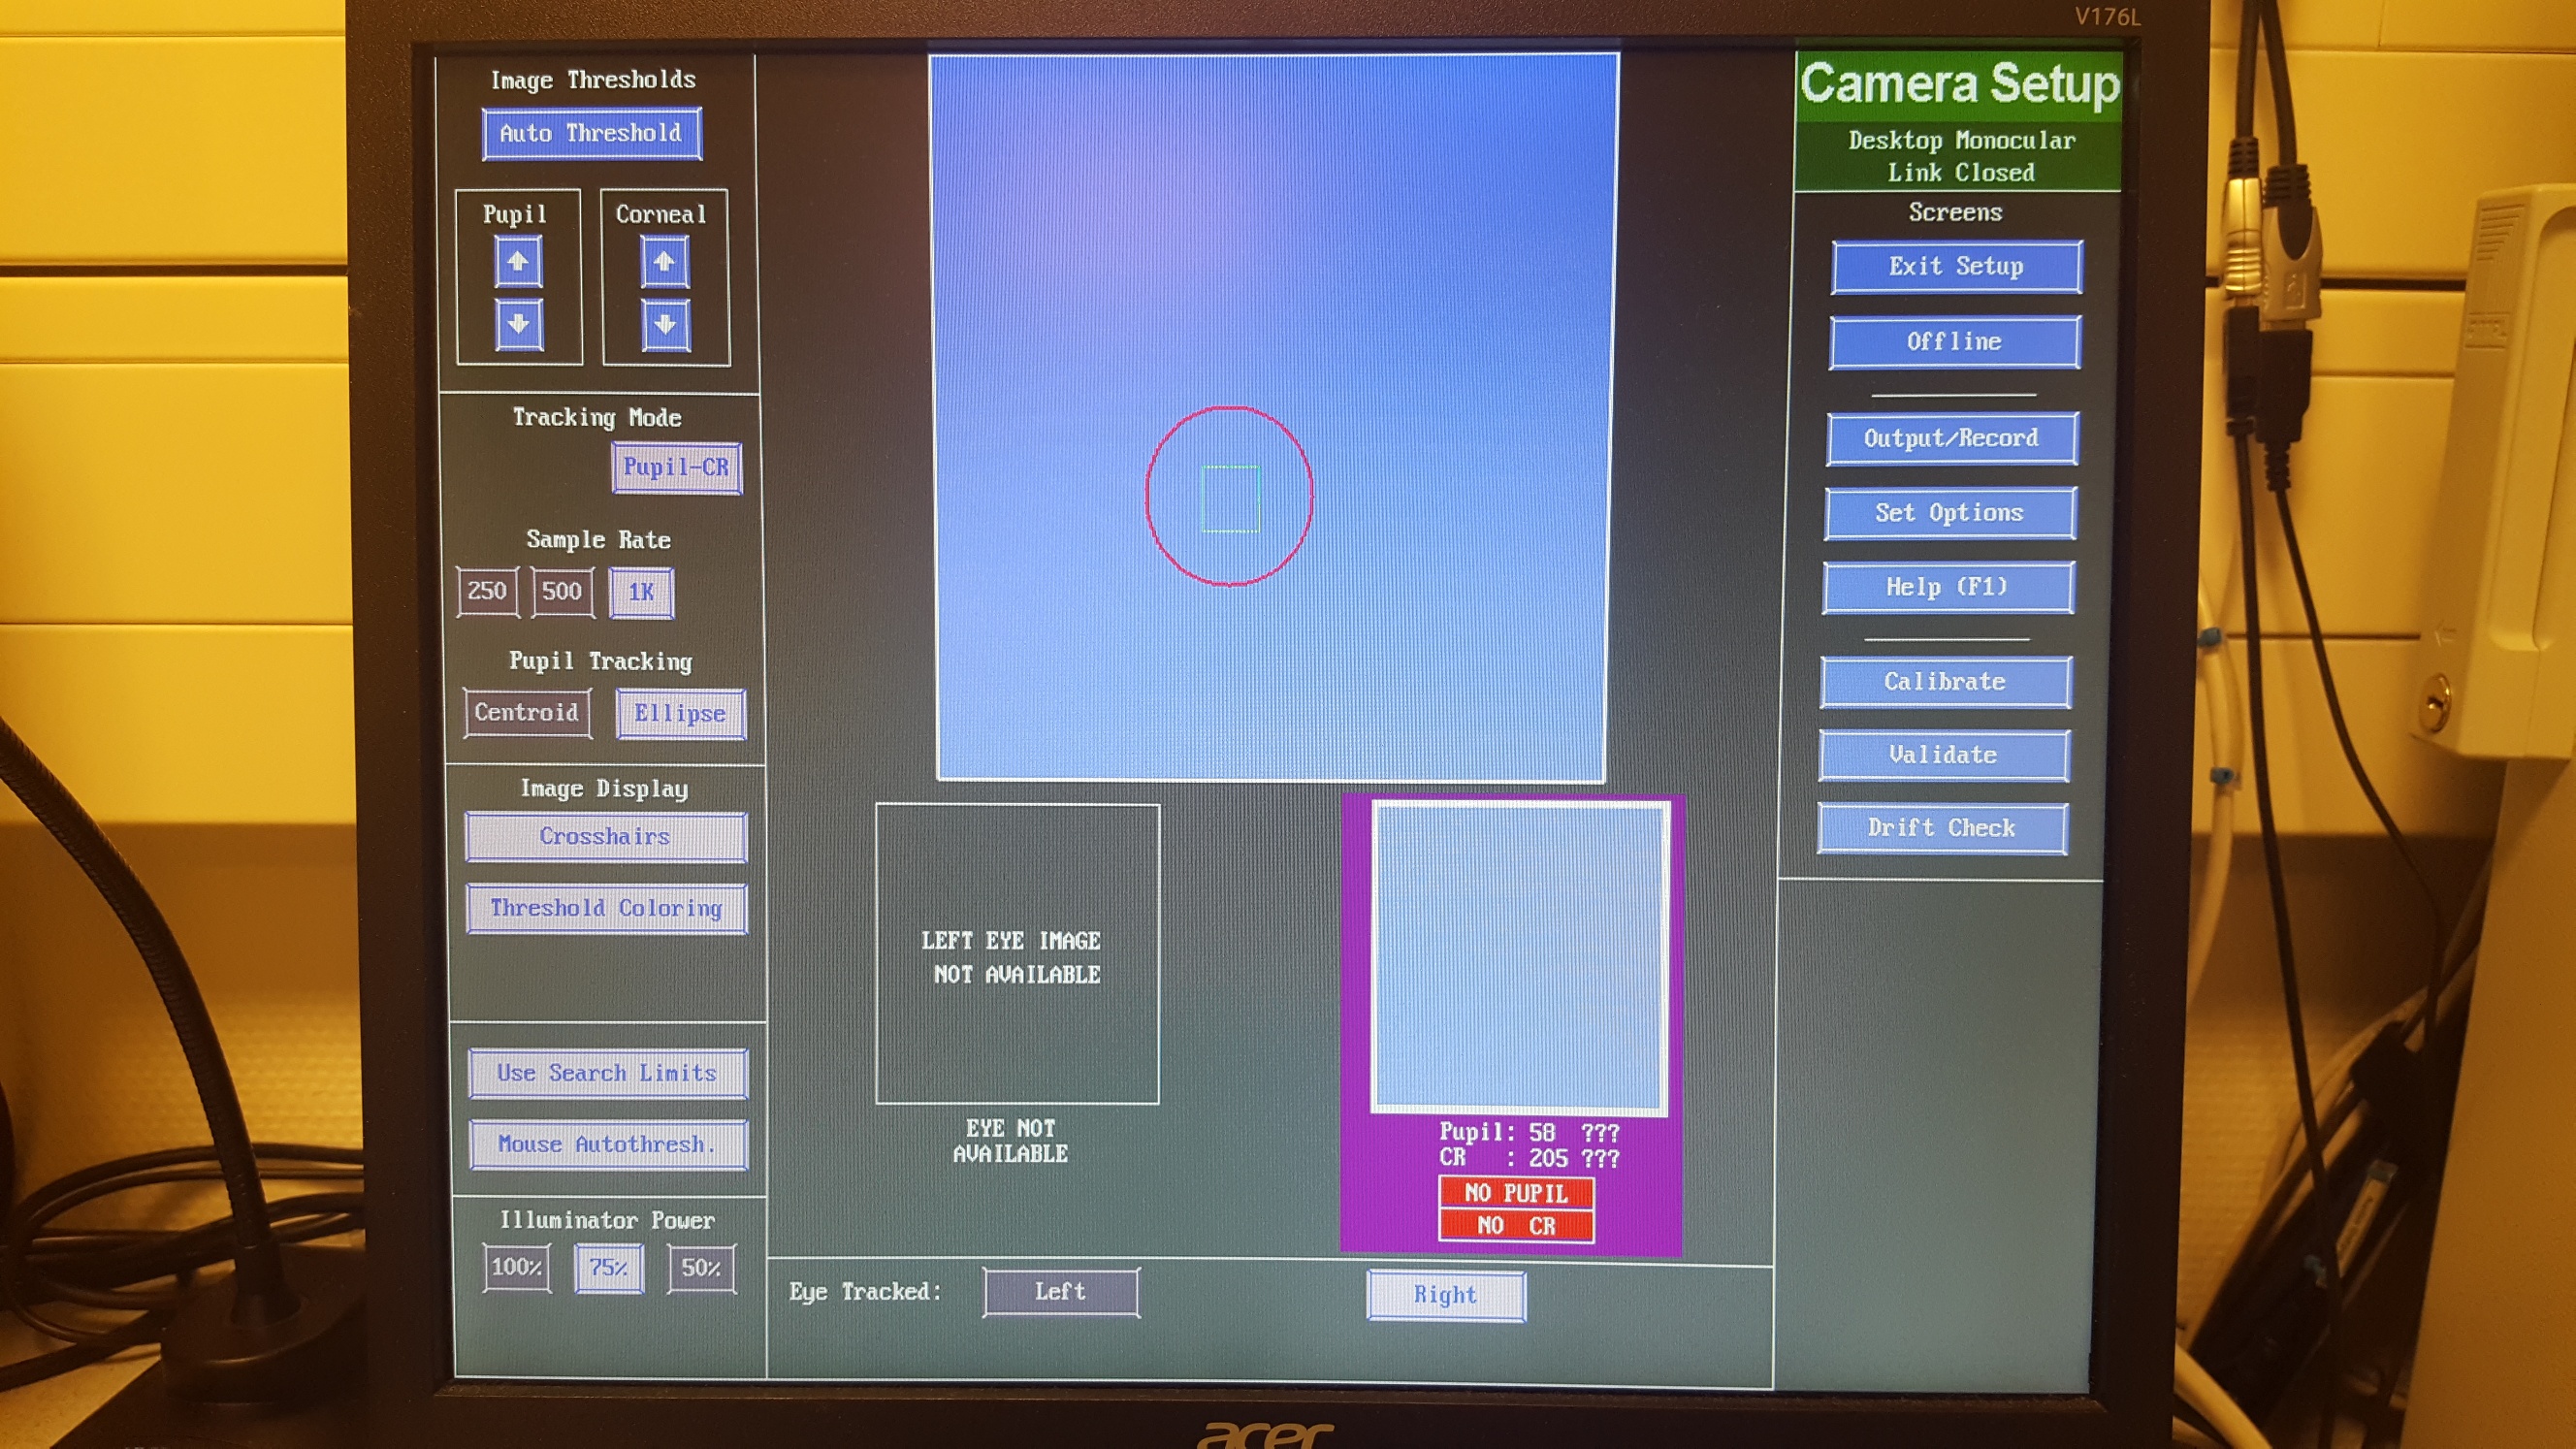 V176L
Image Thresholds
Auto Threshold
Pupil
Corneal
Tracking Mode
Pupil-CR
Sample Rate
250 500 1K
Pupil Tracking
Centroid Ellipse
Image Display
Crosshairs
Threshold Coloring
Use Search Limits
Mouse Autothresh.
Illuminator Power
100% 75% 50%
LEFT EYE IMAGE
NOT AVAILABLE
EYE NOT
AVAILABLE
Pupil: 58 ???
CR : 205 ???
NO PUPIL
NO CR
Eye Tracked: Left Right
Camera Setup
Desktop Monocular
Link Closed
Screens
Exit Setup
Offline
Output/Record
Set Options
Help (F1)
Calibrate
Validate
Drift Check
acer